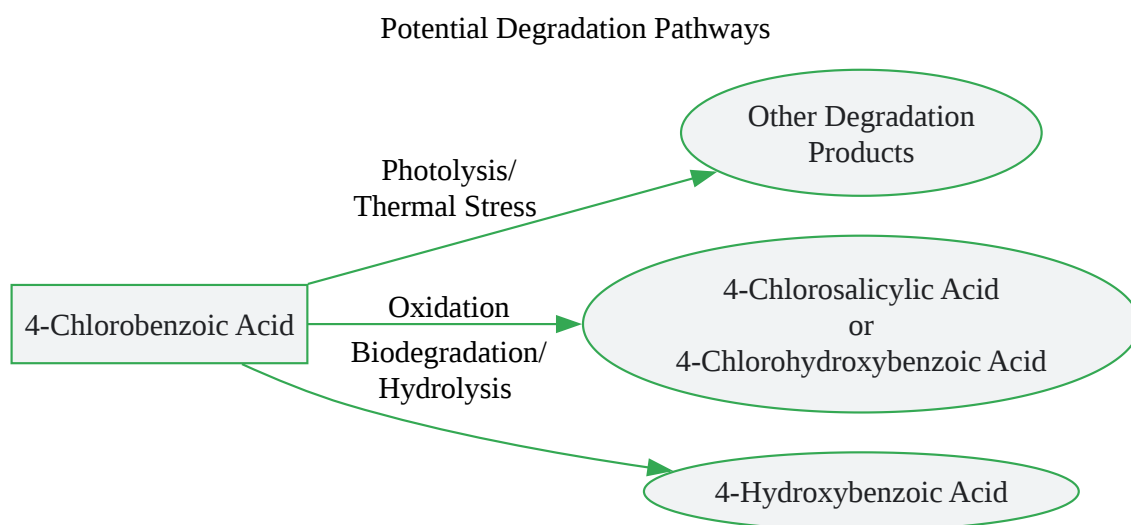 Potential Degradation Pathways
Other Degradation
Products
Photolysis/
Thermal Stress
4-Chlorobenzoic Acid
Oxidation
4-Chlorosalicylic Acid
or
4-Chlorohydroxybenzoic Acid
Biodegradation/
Hydrolysis
4-Hydroxybenzoic Acid